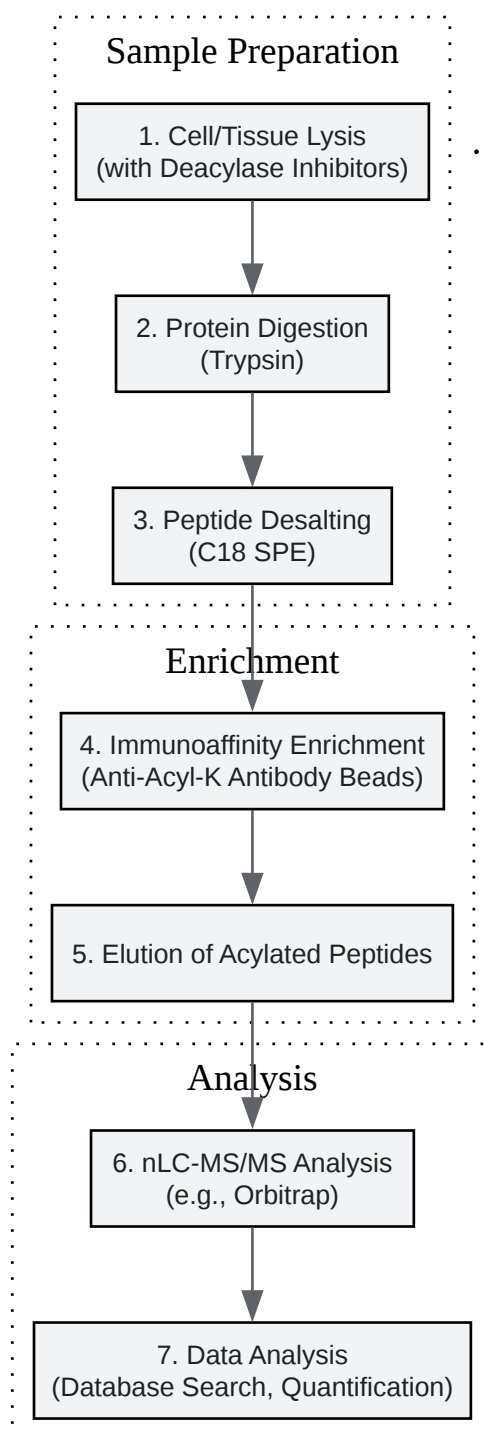 Sample Preparation
1. Cell/Tissue Lysis
(with Deacylase Inhibitors)
2. Protein Digestion
(Trypsin)
3. Peptide Desalting
(C18 SPE)
Enrichment
4. Immunoaffinity Enrichment
(Anti-Acyl-K Antibody Beads)
5. Elution of Acylated Peptides
Analysis
6. nLC-MS/MS Analysis
(e.g., Orbitrap)
7. Data Analysis
(Database Search, Quantification)